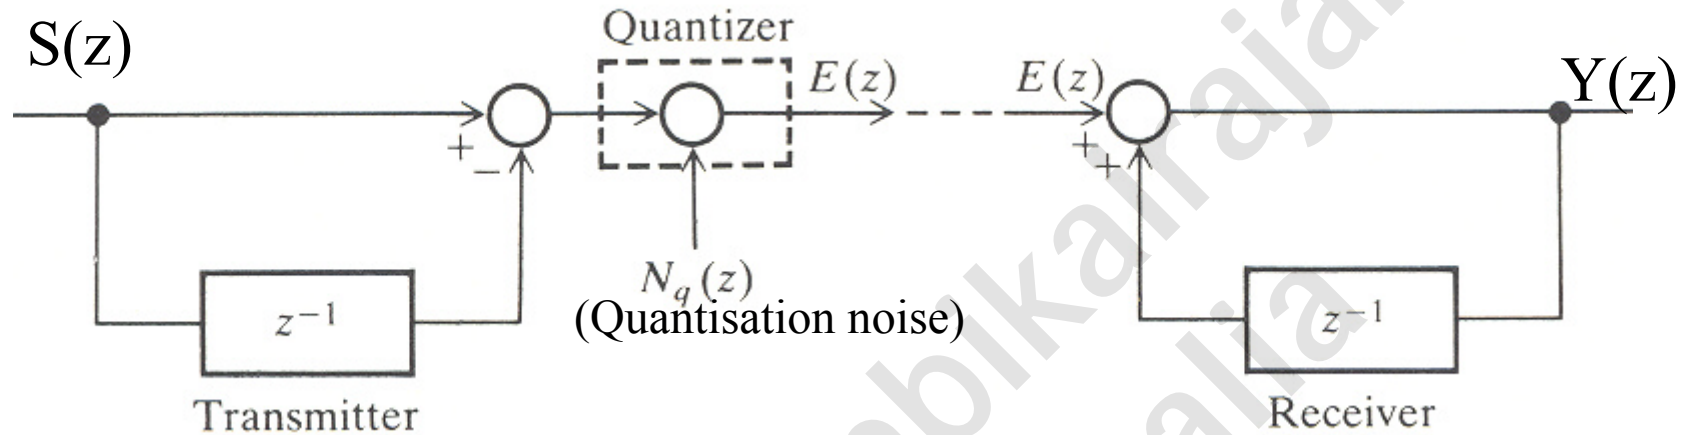 Quantizer
S(z)
E(z)
E(z)
Y(z)
+
−
+
+
N_q(z)
(Quantisation noise)
z⁻¹
z⁻¹
Transmitter
Receiver